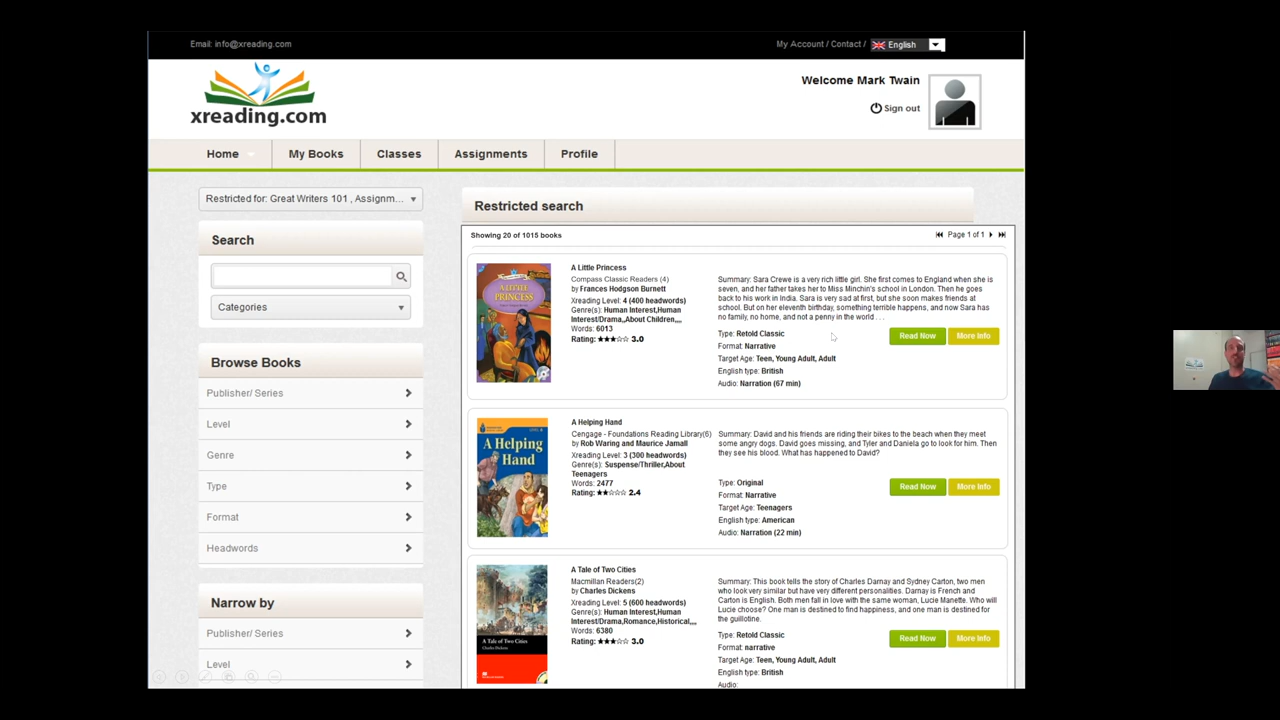 Email: info@xreading.com
My Account / Contact /
English
xreading.com
Welcome Mark Twain
Sign out
Home
My Books
Classes
Assignments
Profile
Restricted for: Great Writers 101 , Assignm...
Search
Categories
Browse Books
Publisher/ Series
Level
Genre
Type
Format
Headwords
Narrow by
Publisher/ Series
Level
Restricted search
Showing 20 of 1015 books
Page 1 of 1
A LITTLE PRINCESS
A Little Princess
Compass Classic Readers (4)
by Frances Hodgson Burnett
Xreading Level: 4 (400 headwords)
Genre(s): Human Interest,Human
Interest/Drama,,About Children,,,,
Words: 6013
Rating: ★★★☆☆ 3.0
Summary: Sara Crewe is a very rich little girl. She first comes to England when she is
seven, and her father takes her to Miss Minchin's school in London. Then he goes
back to his work in India. Sara is very sad at first, but she soon makes friends at
school. But on her eleventh birthday, something terrible happens, and now Sara has
no family, no home, and not a penny in the world . . .
Type: Retold Classic
Format: Narrative
Target Age: Teen, Young Adult, Adult
English type: British
Audio: Narration (67 min)
Read Now
More Info
A Helping Hand
A Helping Hand
Cengage - Foundations Reading Library(6)
by Rob Waring and Maurice Jamall
Xreading Level: 3 (300 headwords)
Genre(s): Suspense/Thriller,About
Teenagers
Words: 2477
Rating: ★★☆☆☆ 2.4
Summary: David and his friends are riding their bikes to the beach when they meet
some angry dogs. David goes missing, and Tyler and Daniela go to look for him. Then
they see his blood. What has happened to David?
Type: Original
Format: Narrative
Target Age: Teenagers
English type: American
Audio: Narration (22 min)
Read Now
More Info
A Tale of Two Cities
Charles Dickens
A Tale of Two Cities
Macmillan Readers(2)
by Charles Dickens
Xreading Level: 5 (600 headwords)
Genre(s): Human Interest,Human
Interest/Drama,Romance,Historical,,,,
Words: 6380
Rating: ★★★☆☆ 3.0
Summary: This book tells the story of Charles Darnay and Sydney Carton, two men
who look very similar but have very different personalities. Darnay is French and
Carton is English. Both men fall in love with the same woman, Lucie Manette. Who will
Lucie choose? One man is destined to find happiness, and one man is destined for
the guillotine.
Type: Retold Classic
Format: narrative
Target Age: Teen, Young Adult, Adult
English type: British
Audio:
Read Now
More Info